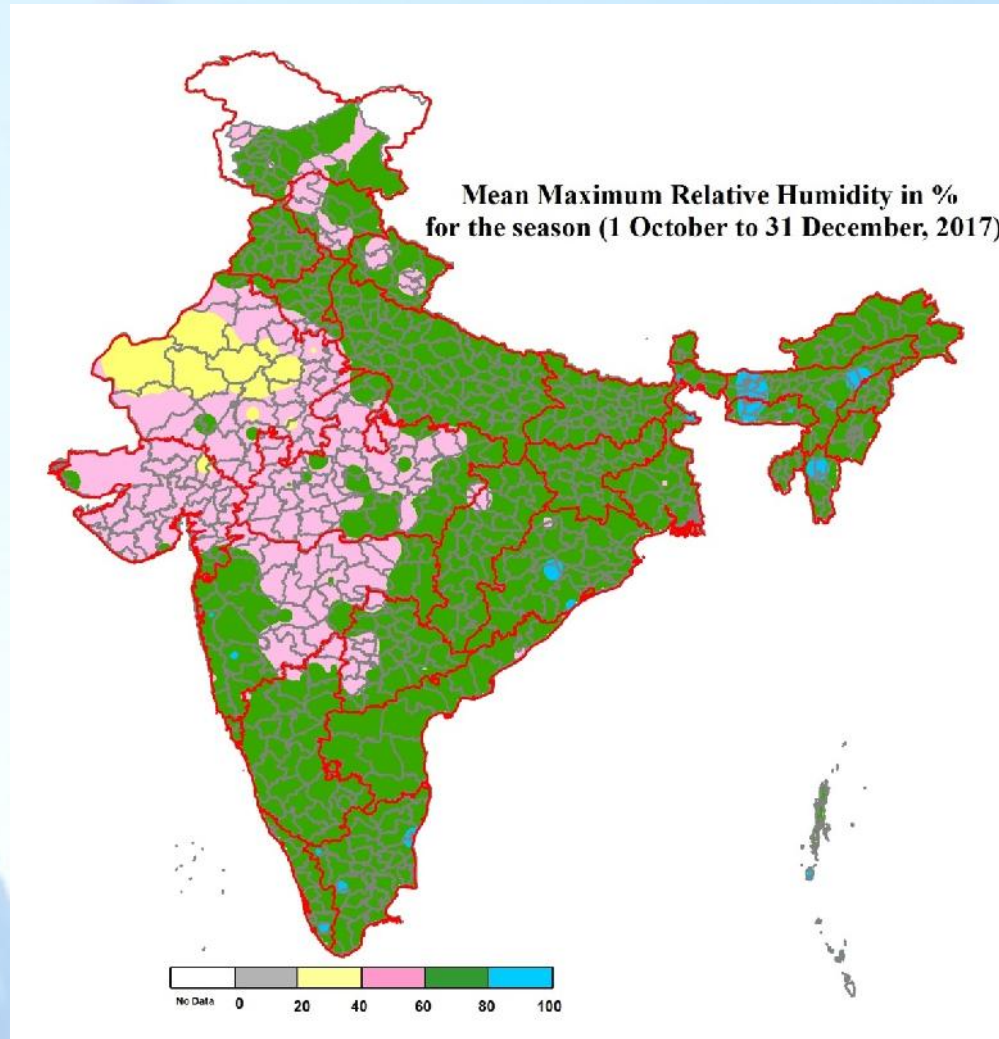 Mean Maximum Relative Humidity in %
for the season (1 October to 31 December, 2017)
No Data 0 20 40 60 80 100